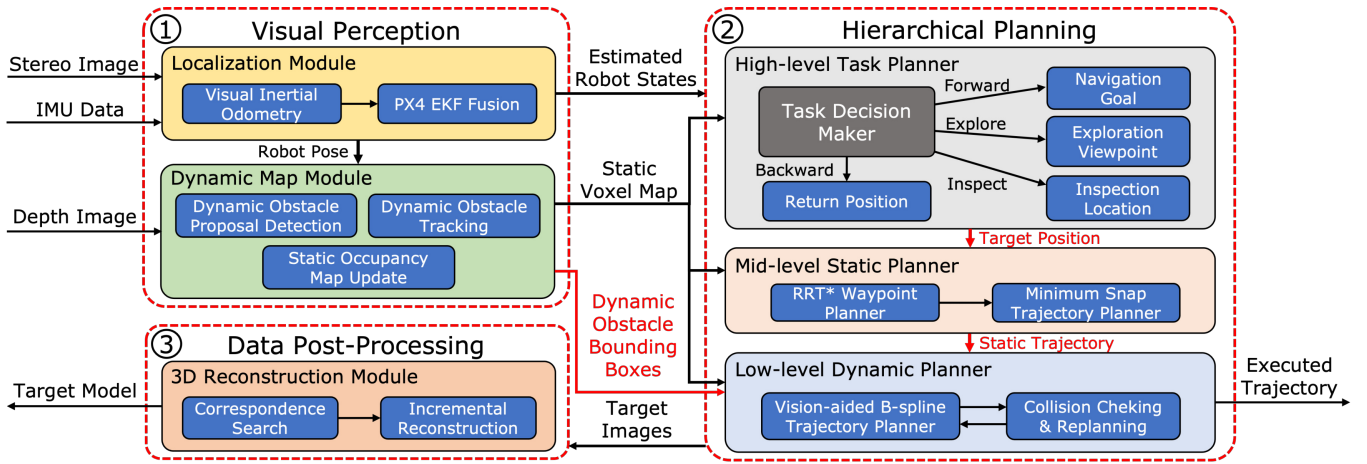 ① Visual Perception
Stereo Image
IMU Data
Depth Image
Localization Module
Visual Inertial
Odometry
PX4 EKF Fusion
Robot Pose
Dynamic Map Module
Dynamic Obstacle
Proposal Detection
Dynamic Obstacle
Tracking
Static Occupancy
Map Update
Estimated
Robot States
Static
Voxel Map
Dynamic
Obstacle
Bounding
Boxes
Target
Images
② Hierarchical Planning
High-level Task Planner
Task Decision
Maker
Forward
Explore
Inspect
Backward
Navigation
Goal
Exploration
Viewpoint
Inspection
Location
Return Position
Target Position
Mid-level Static Planner
RRT* Waypoint
Planner
Minimum Snap
Trajectory Planner
Static Trajectory
Low-level Dynamic Planner
Vision-aided B-spline
Trajectory Planner
Collision Cheking
& Replanning
Executed
Trajectory
③ Data Post-Processing
3D Reconstruction Module
Correspondence
Search
Incremental
Reconstruction
Target Model